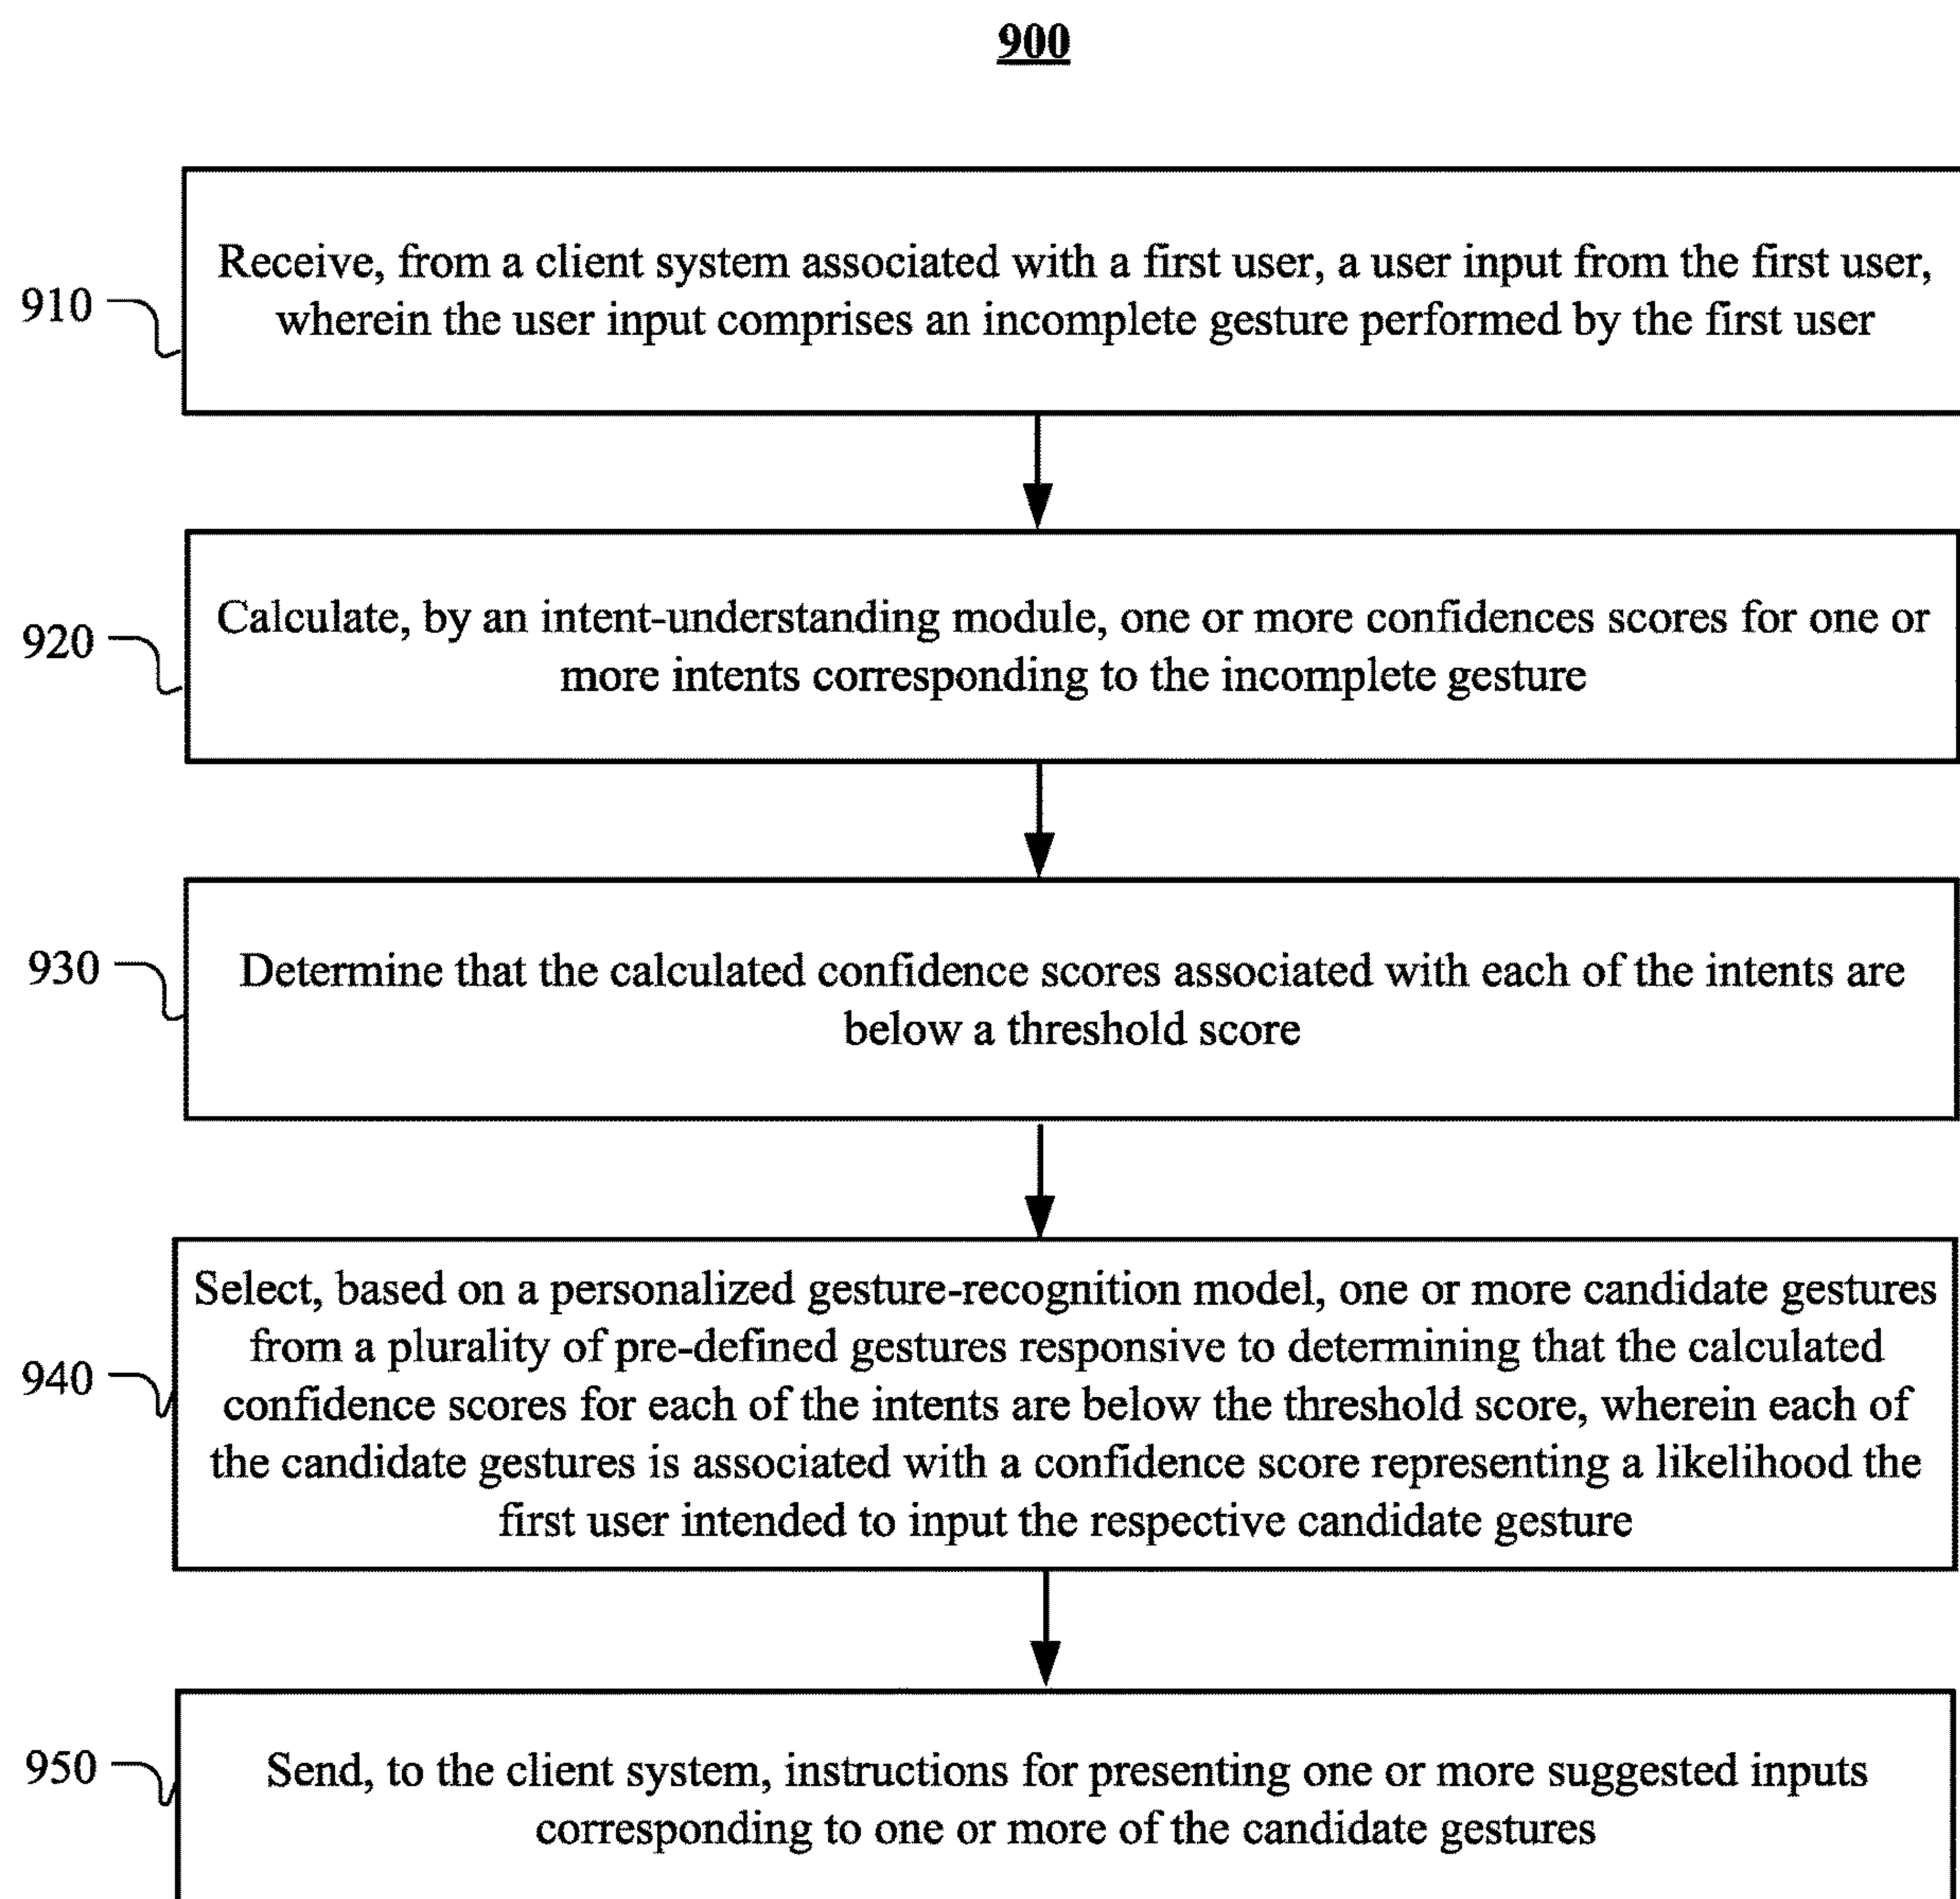 900
910
Receive, from a client system associated with a first user, a user input from the first user,
wherein the user input comprises an incomplete gesture performed by the first user
920
Calculate, by an intent-understanding module, one or more confidences scores for one or
more intents corresponding to the incomplete gesture
930
Determine that the calculated confidence scores associated with each of the intents are
below a threshold score
940
Select, based on a personalized gesture-recognition model, one or more candidate gestures
from a plurality of pre-defined gestures responsive to determining that the calculated
confidence scores for each of the intents are below the threshold score, wherein each of
the candidate gestures is associated with a confidence score representing a likelihood the
first user intended to input the respective candidate gesture
950
Send, to the client system, instructions for presenting one or more suggested inputs
corresponding to one or more of the candidate gestures